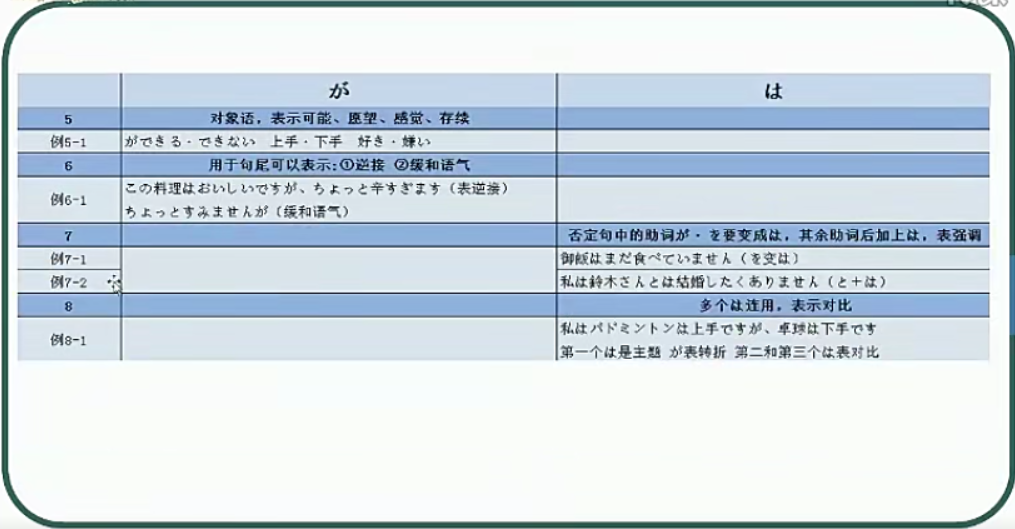 が は
5 对象语，表示可能、愿望、感觉、存续
例5-1 ができる・できない 上手・下手 好き・嫌い
6 用于句尾可以表示:①逆接 ②缓和语气
例6-1 この料理はおいしいですが、ちょっと辛すぎます（表逆接）
ちょっとすみませんが（缓和语气）
7 否定句中的助词が・を要变成は，其余助词后加上は，表强调
例7-1 御飯はまだ食べていません（を变は）
例7-2 私は鈴木さんとは結婚したくありません（と＋は）
8 多个は连用，表示对比
例8-1 私はバドミントンは上手ですが、卓球は下手です
第一个は是主题 が表转折 第二和第三个は表对比